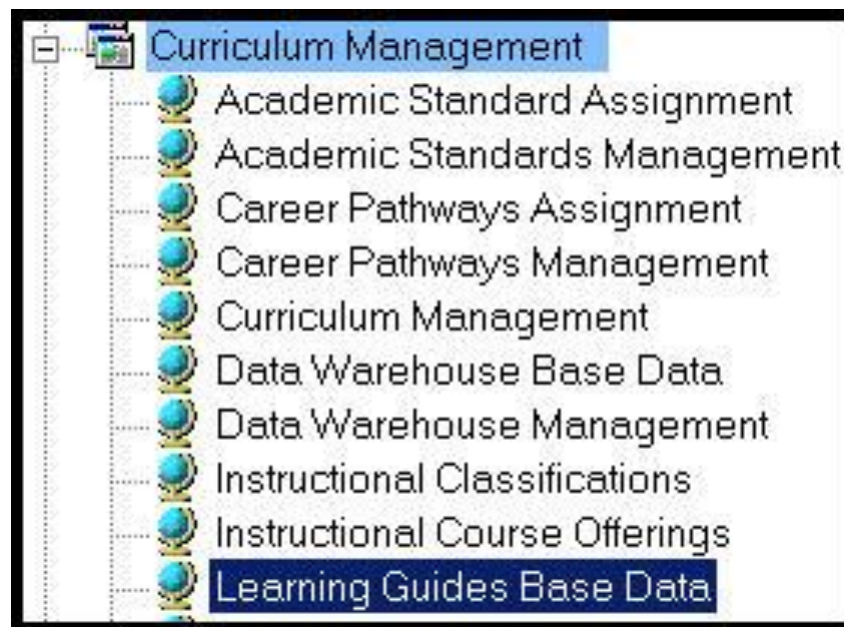 Curriculum Management
Academic Standard Assignment
Academic Standards Management
Career Pathways Assignment
Career Pathways Management
Curriculum Management
Data Warehouse Base Data
Data Warehouse Management
Instructional Classifications
Instructional Course Offerings
Learning Guides Base Data